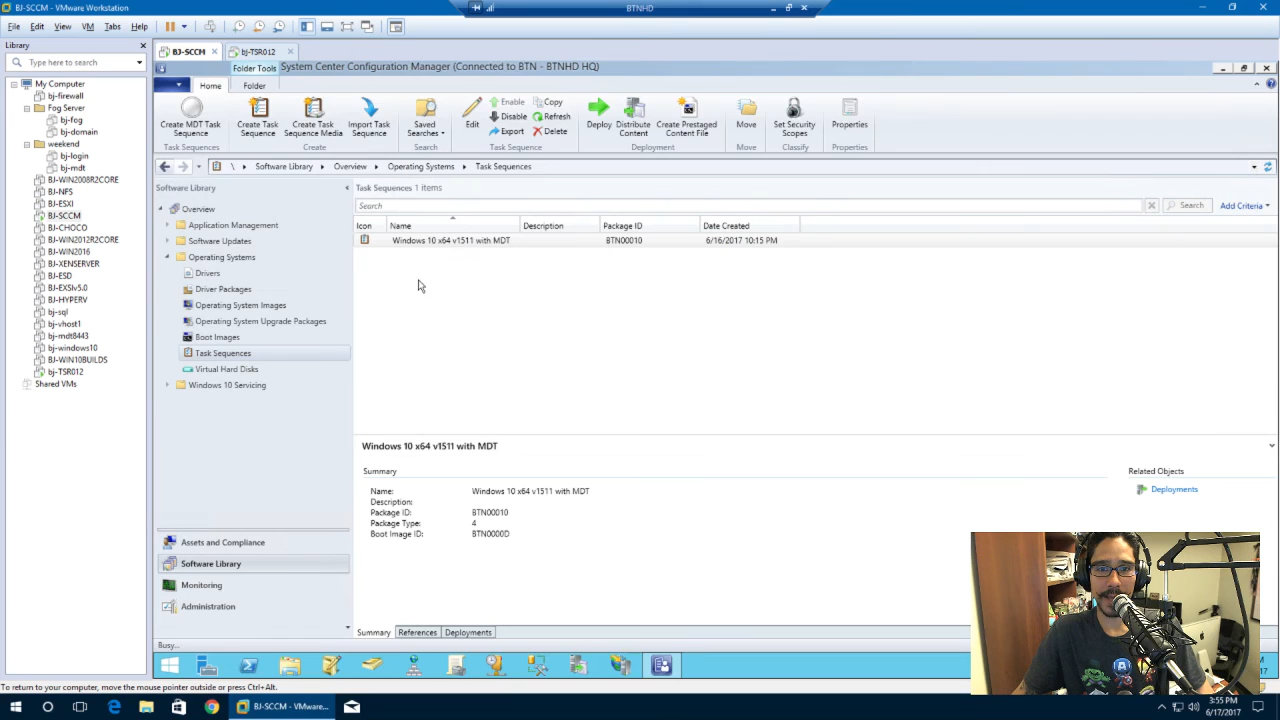 BJ-SCCM - VMware Workstation
BTNHD
File Edit View VM Tabs Help
Library
Type here to search
My Computer
bj-firewall
Fog Server
bj-fog
bj-domain
weekend
bj-login
bj-mdt
BJ-WIN2008R2CORE
BJ-NFS
BJ-ESXI
BJ-SCCM
BJ-CHOCO
BJ-WIN2012R2CORE
BJ-WIN2016
BJ-XENSERVER
BJ-ESD
BJ-EXSIv5.0
BJ-HYPERV
bj-sql
bj-vhost1
bj-mdt8443
bj-windows10
BJ-WIN10BUILDS
bj-TSR012
Shared VMs
BJ-SCCM bj-TSR012
Folder Tools System Center Configuration Manager (Connected to BTN - BTNHD HQ)
Home Folder
Create MDT Task Sequence
Task Sequences
Create Task Sequence
Create Task Sequence Media
Import Task Sequence
Create
Saved Searches
Search
Edit
Enable Copy
Disable Refresh
Export Delete
Task Sequence
Deploy
Distribute Content
Create Prestaged Content File
Deployment
Move
Move
Set Security Scopes
Classify
Properties
Properties
\ Software Library Overview Operating Systems Task Sequences
Software Library
Overview
Application Management
Software Updates
Operating Systems
Drivers
Driver Packages
Operating System Images
Operating System Upgrade Packages
Boot Images
Task Sequences
Virtual Hard Disks
Windows 10 Servicing
Assets and Compliance
Software Library
Monitoring
Administration
Task Sequences 1 items
Search Search Add Criteria
Icon Name Description Package ID Date Created
Windows 10 x64 v1511 with MDT BTN00010 6/16/2017 10:15 PM
Windows 10 x64 v1511 with MDT
Summary
Name: Windows 10 x64 v1511 with MDT
Description:
Package ID: BTN00010
Package Type: 4
Boot Image ID: BTN0000D
Related Objects
Deployments
Summary References Deployments
Busy...
To return to your computer, move the mouse pointer outside or press Ctrl+Alt.
BJ-SCCM - VMware...
3:55 PM
6/17/2017